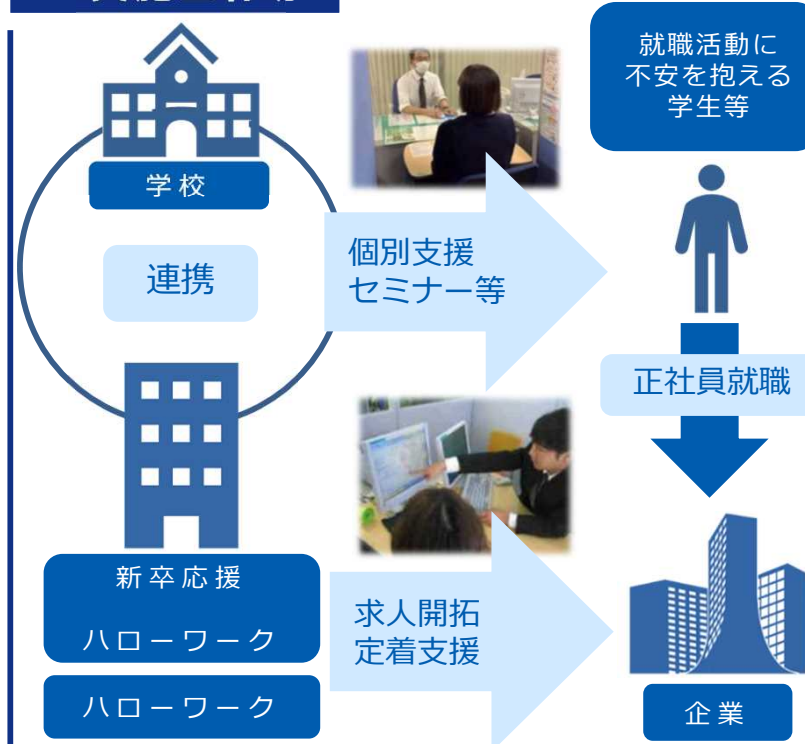 学校
連携
新卒応援
ハローワーク
ハローワーク
個別支援
セミナー等
求人開拓
定着支援
就職活動に
不安を抱える
学生等
正社員就職
企業